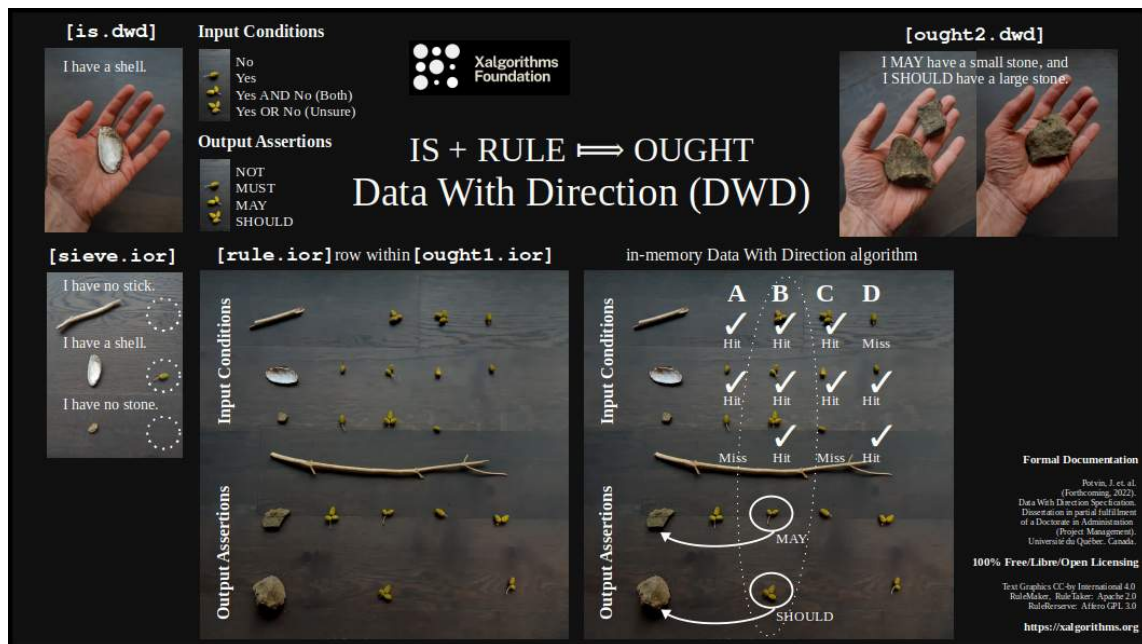 [is.dwd]
I have a shell.
Input Conditions
No
Yes
Yes AND No (Both)
Yes OR No (Unsure)
Output Assertions
NOT
MUST
MAY
SHOULD
Xalgorithms
Foundation
IS + RULE ⟾ OUGHT
Data With Direction (DWD)
[ought2.dwd]
I MAY have a small stone, and
I SHOULD have a large stone.
[sieve.ior]
I have no stick.
I have a shell.
I have no stone.
[rule.ior] row within [ought1.ior]
Input Conditions
Output Assertions
in-memory Data With Direction algorithm
Input Conditions
Output Assertions
A B C D
Hit Hit Hit Miss
Hit Hit Hit Hit
Miss Hit Miss Hit
MAY
SHOULD
Formal Documentation
Potvin, J. et. al.
(Forthcoming, 2022).
Data With Direction Specfication.
Dissertation in partial fulfillment
of a Doctorate in Administration
(Project Management).
Université du Québec. Canada.
100% Free/Libre/Open Licensing
Text Graphics CC-by International 4.0
RuleMaker, RuleTaker: Apache 2.0
RuleRerserve: Affero GPL 3.0
https://xalgorithms.org